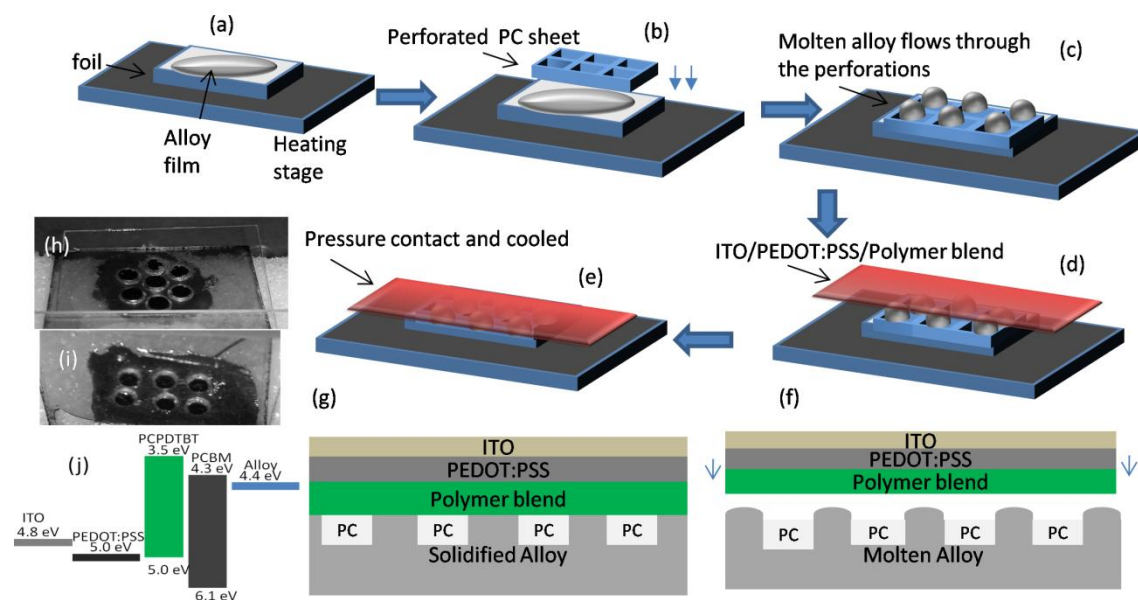 (a)
foil
Alloy
film
Heating
stage
(b)
Perforated PC sheet
(c)
Molten alloy flows through
the perforations
(h)
Pressure contact and cooled
(e)
ITO/PEDOT:PSS/Polymer blend
(d)
(i)
(g)
ITO
PEDOT:PSS
Polymer blend
PC
PC
PC
PC
Solidified Alloy
(f)
ITO
PEDOT:PSS
Polymer blend
PC
PC
PC
PC
Molten Alloy
(j)
PCPDTBT
3.5 eV
PCBM
4.3 eV
Alloy
4.4 eV
ITO
4.8 eV
PEDOT:PSS
5.0 eV
5.0 eV
6.1 eV